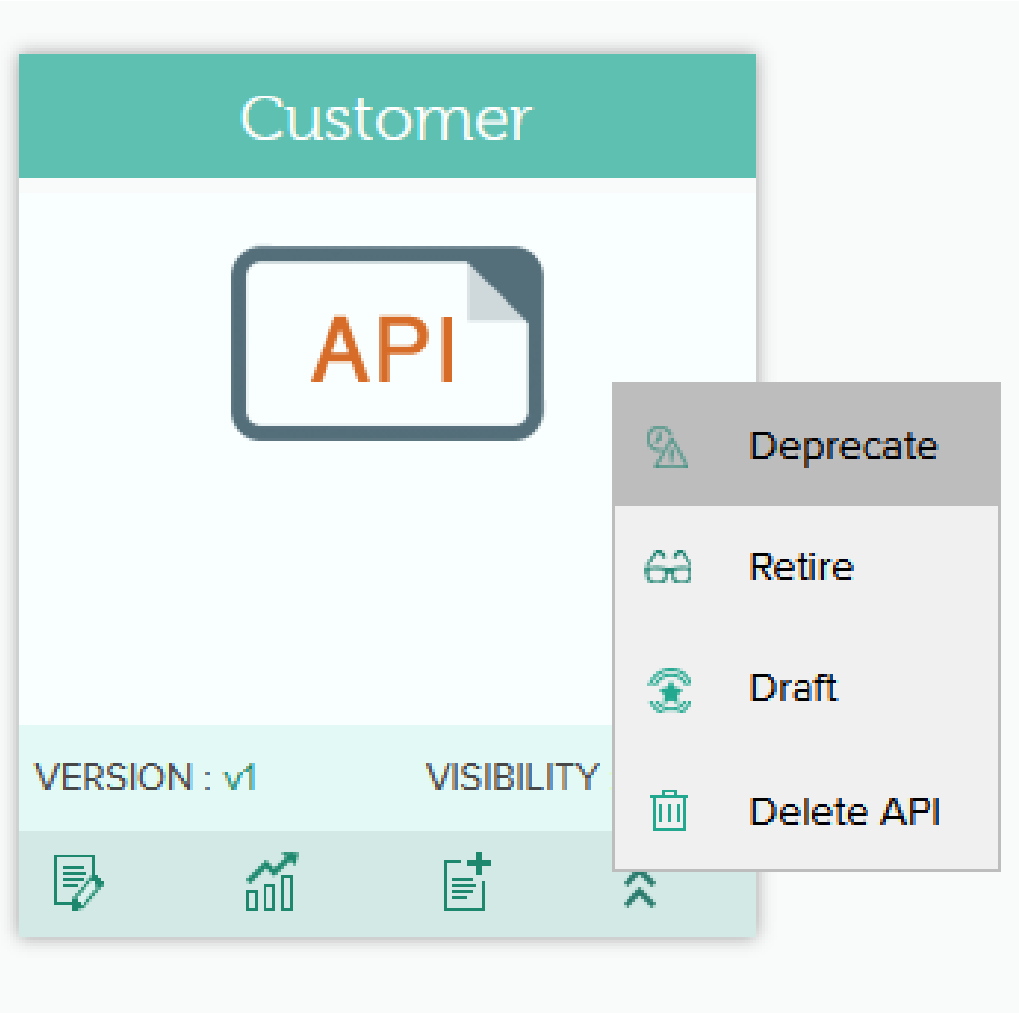 Customer
API
Deprecate
Retire
Draft
VERSION : v1
VISIBILITY
Delete API